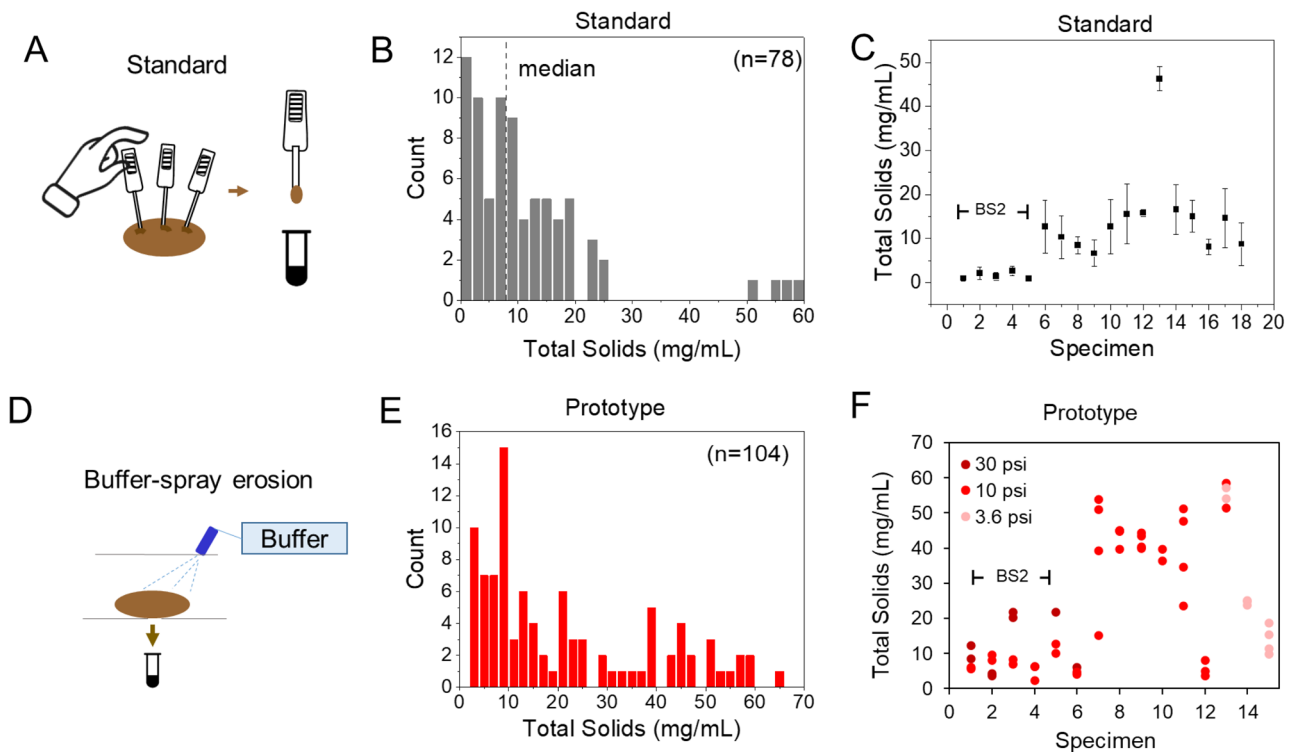 A
Standard
B
Standard
(n=78)
median
12
10
8
6
4
2
0
Count
0 10 20 30 40 50 60
Total Solids (mg/mL)
C
Standard
50
40
30
20
10
0
Total Solids (mg/mL)
BS2
0 2 4 6 8 10 12 14 16 18 20
Specimen
D
Buffer-spray erosion
Buffer
E
Prototype
(n=104)
16
14
12
10
8
6
4
2
0
Count
0 10 20 30 40 50 60 70
Total Solids (mg/mL)
F
Prototype
70
60
50
40
30
20
10
0
Total Solids (mg/mL)
30 psi
10 psi
3.6 psi
BS2
0 2 4 6 8 10 12 14
Specimen